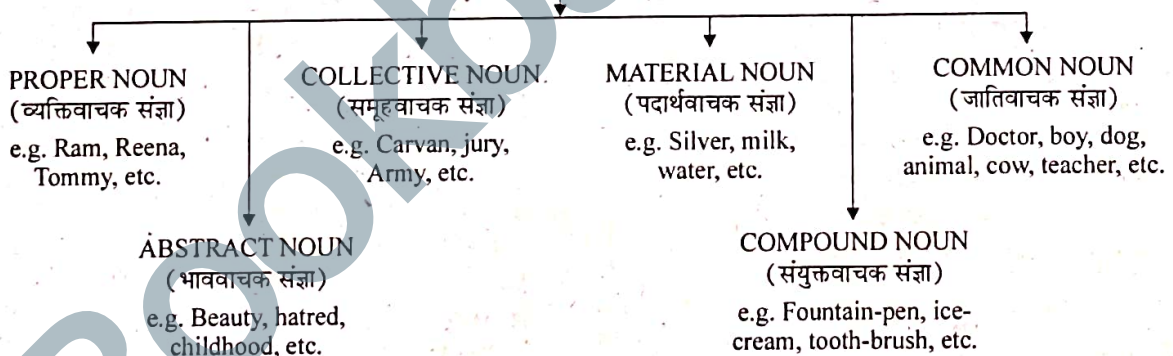 PROPER NOUN
(व्यक्तिवाचक संज्ञा)
e.g. Ram, Reena,
Tommy, etc.
COLLECTIVE NOUN.
(समूहवाचक संज्ञा)
e.g. Carvan, jury,
Army, etc.
MATERIAL NOUN
(पदार्थवाचक संज्ञा)
e.g. Silver, milk,
water, etc.
COMMON NOUN
(जातिवाचक संज्ञा)
e.g. Doctor, boy, dog,
animal, cow, teacher, etc.
ABSTRACT NOUN
(भाववाचक संज्ञा)
e.g. Beauty, hatred,
childhood, etc.
COMPOUND NOUN
(संयुक्तवाचक संज्ञा)
e.g. Fountain-pen, ice-
cream, tooth-brush, etc.